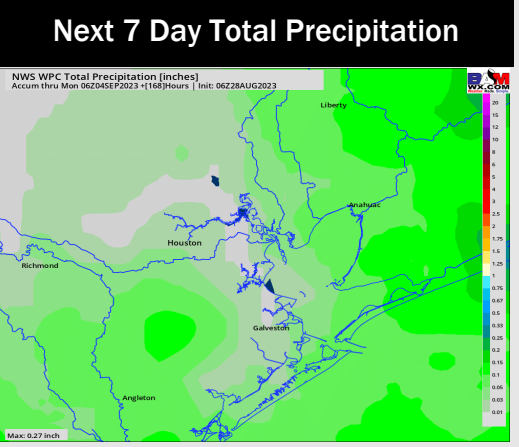 Next 7 Day Total Precipitation
NWS WPC Total Precipitation [inches]
Accum thru Mon 06Z04SEP2023 +[168]Hours | Init: 06Z28AUG2023
BAM
WX.COM
Liberty
Anahuac
Houston
Richmond
Galveston
Angleton
Max: 0.27 inch
20
15
12
10
8
6
5
4
3
2.5
2
1.75
1.5
1.25
1
0.75
0.67
0.5
0.33
0.25
0.2
0.15
0.1
0.05
0.03
0.01